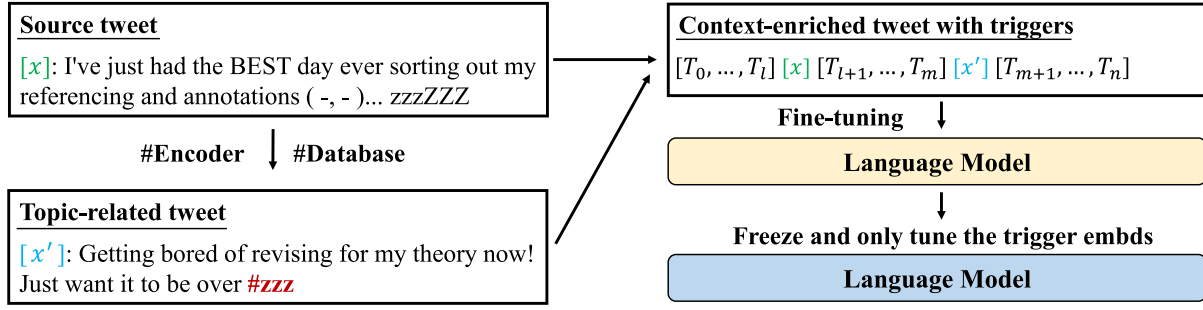 Source tweet
[x]: I've just had the BEST day ever sorting out my
referencing and annotations ( -, - )... zzzZZZ
#Encoder #Database
Topic-related tweet
[x′]: Getting bored of revising for my theory now!
Just want it to be over #zzz
Context-enriched tweet with triggers
[T₀, … , Tₗ] [x] [Tₗ₊₁, … , Tₘ] [x′] [Tₘ₊₁, … , Tₙ]
Fine-tuning
Language Model
Freeze and only tune the trigger embds
Language Model